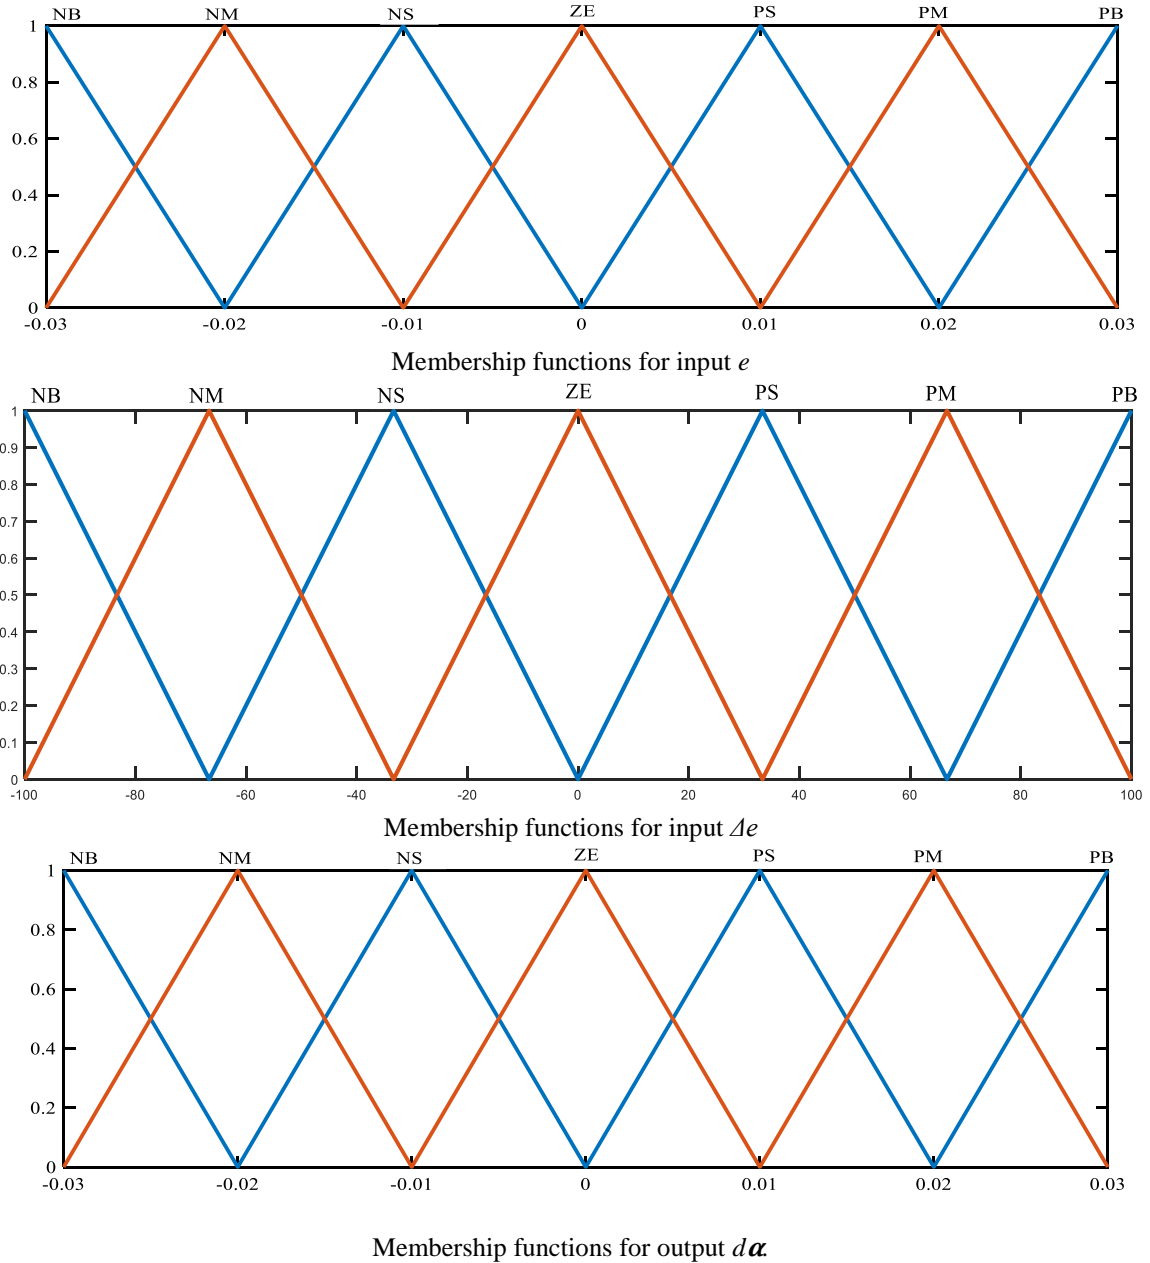 NB NM NS ZE PS PM PB
1
0.8
0.6
0.4
0.2
0
-0.03 -0.02 -0.01 0 0.01 0.02 0.03
Membership functions for input e
NB NM NS ZE PS PM PB
1
0.9
0.8
0.7
0.6
0.5
0.4
0.3
0.2
0.1
0
-100 -80 -60 -40 -20 0 20 40 60 80 100
Membership functions for input Δe
NB NM NS ZE PS PM PB
1
0.8
0.6
0.4
0.2
0
-0.03 -0.02 -0.01 0 0.01 0.02 0.03
Membership functions for output dα.